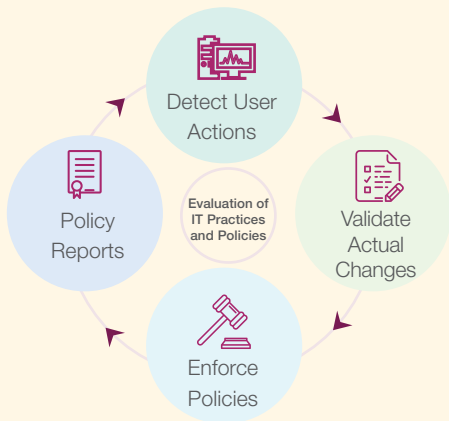 Detect User
Actions
Policy
Reports
Evaluation of
IT Practices
and Policies
Validate
Actual
Changes
Enforce
Policies